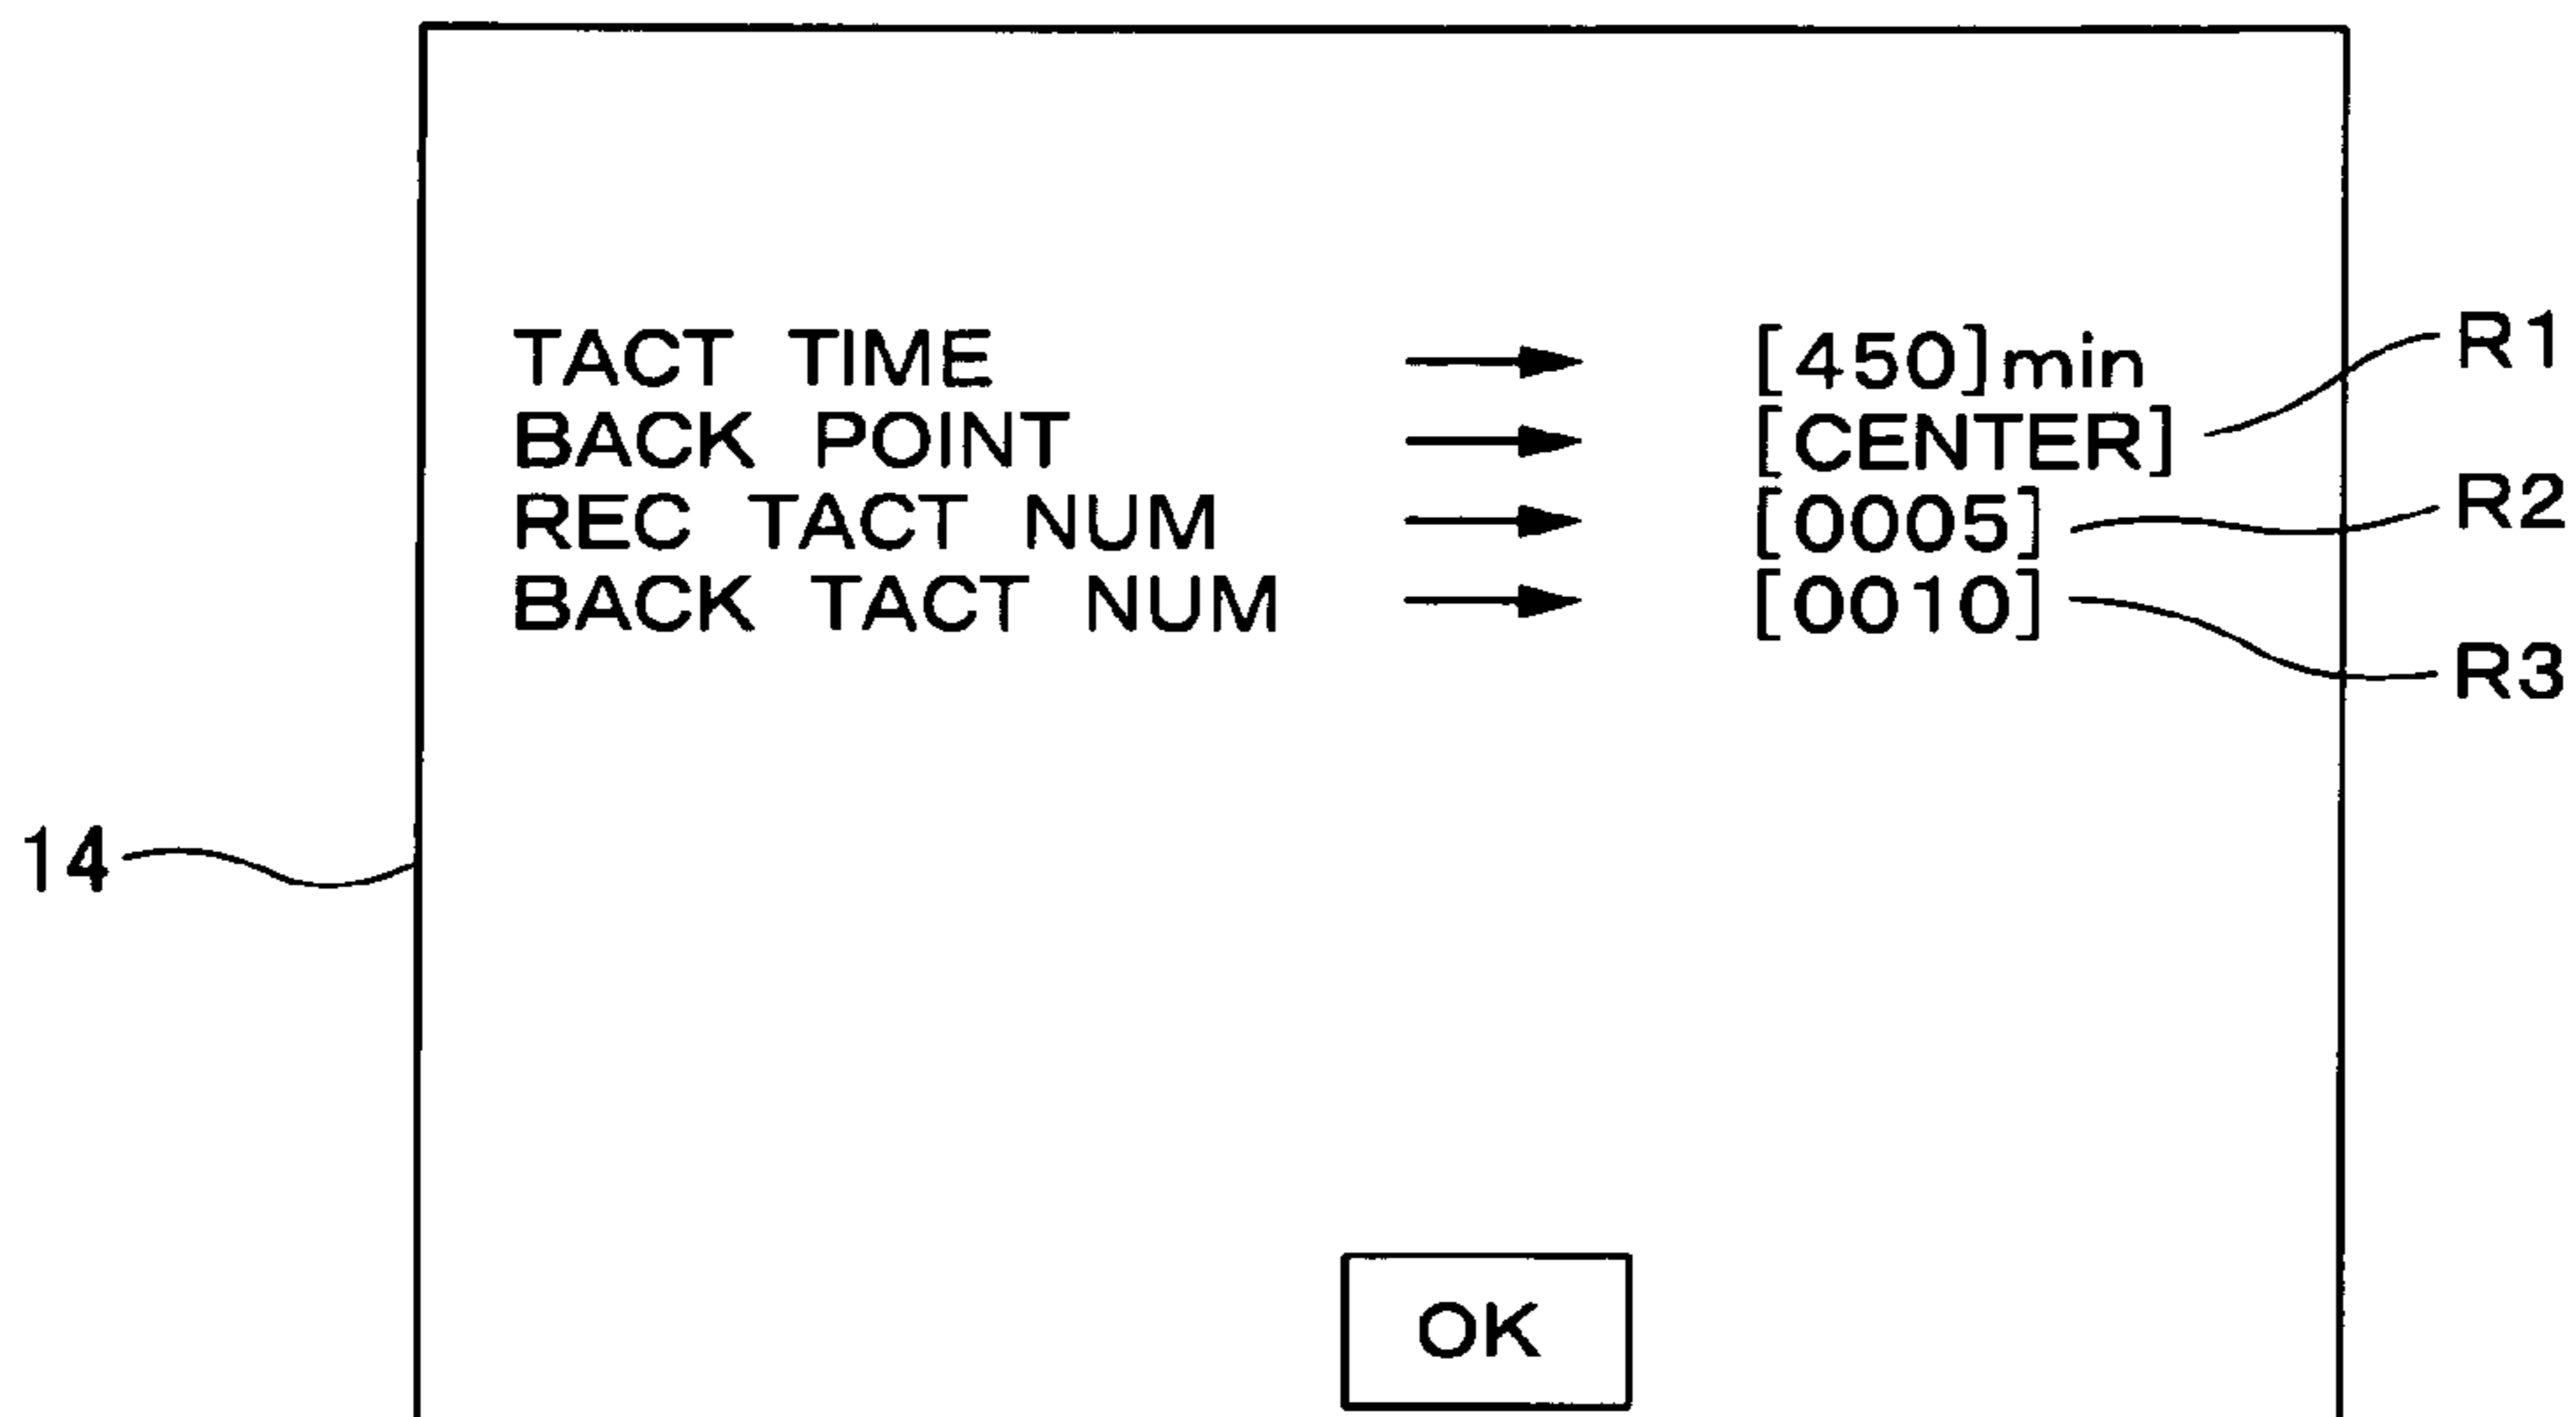 TACT TIME → [450]min
BACK POINT → [CENTER] R1
REC TACT NUM → [0005] R2
BACK TACT NUM → [0010] R3
14
OK